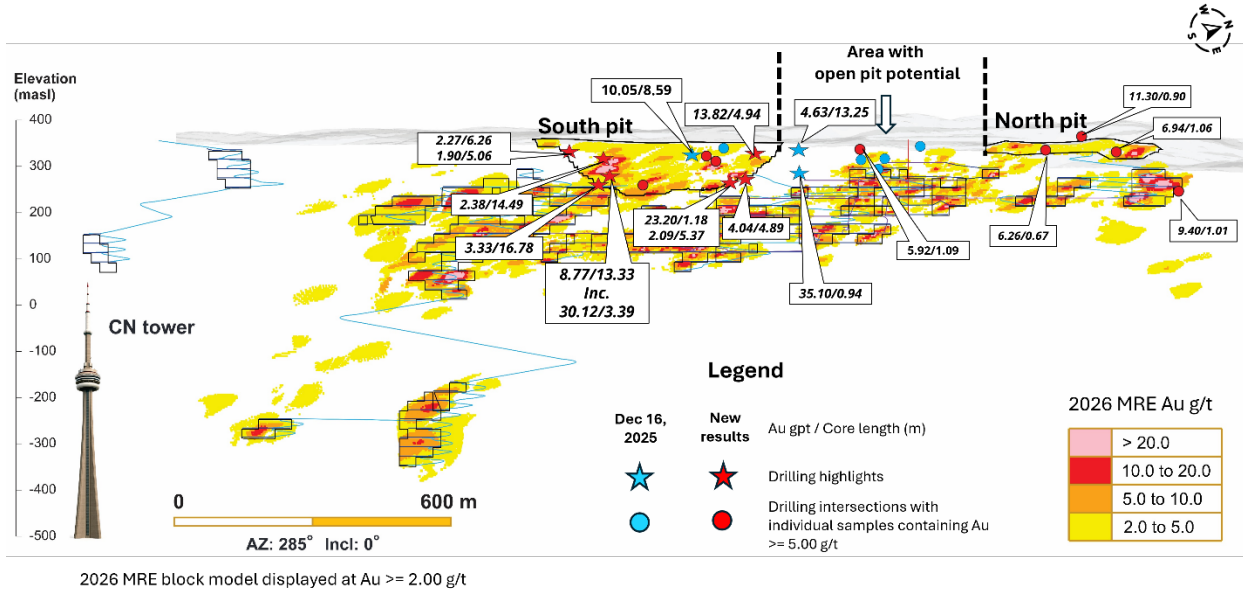 W
N
S
E
Elevation
(masl)
400
300
200
100
0
-100
-200
-300
-400
-500
CN tower
Area with
open pit potential
South pit
North pit
10.05/8.59
13.82/4.94
4.63/13.25
11.30/0.90
6.94/1.06
2.27/6.26
1.90/5.06
2.38/14.49
3.33/16.78
8.77/13.33
Inc.
30.12/3.39
23.20/1.18
2.09/5.37
4.04/4.89
35.10/0.94
5.92/1.09
6.26/0.67
9.40/1.01
0
600 m
AZ: 285° Incl: 0°
Legend
Dec 16,
2025
New
results
Au gpt / Core length (m)
Drilling highlights
Drilling intersections with
individual samples containing Au
>= 5.00 g/t
2026 MRE Au g/t
> 20.0
10.0 to 20.0
5.0 to 10.0
2.0 to 5.0
2026 MRE block model displayed at Au >= 2.00 g/t